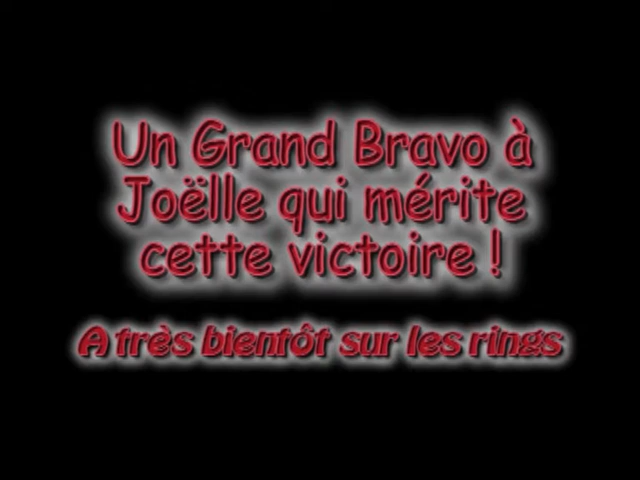 Un Grand Bravo à
Joëlle qui mérite
cette victoire !
A très bientôt sur les rings